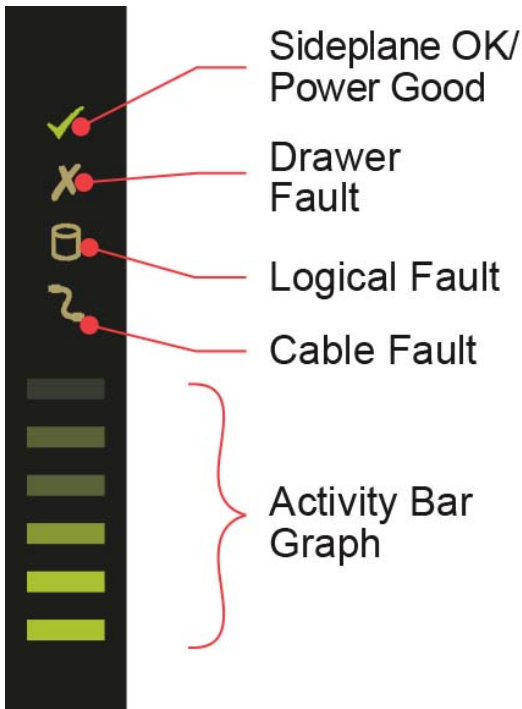 Sideplane OK/
Power Good
Drawer
Fault
Logical Fault
Cable Fault
Activity Bar
Graph